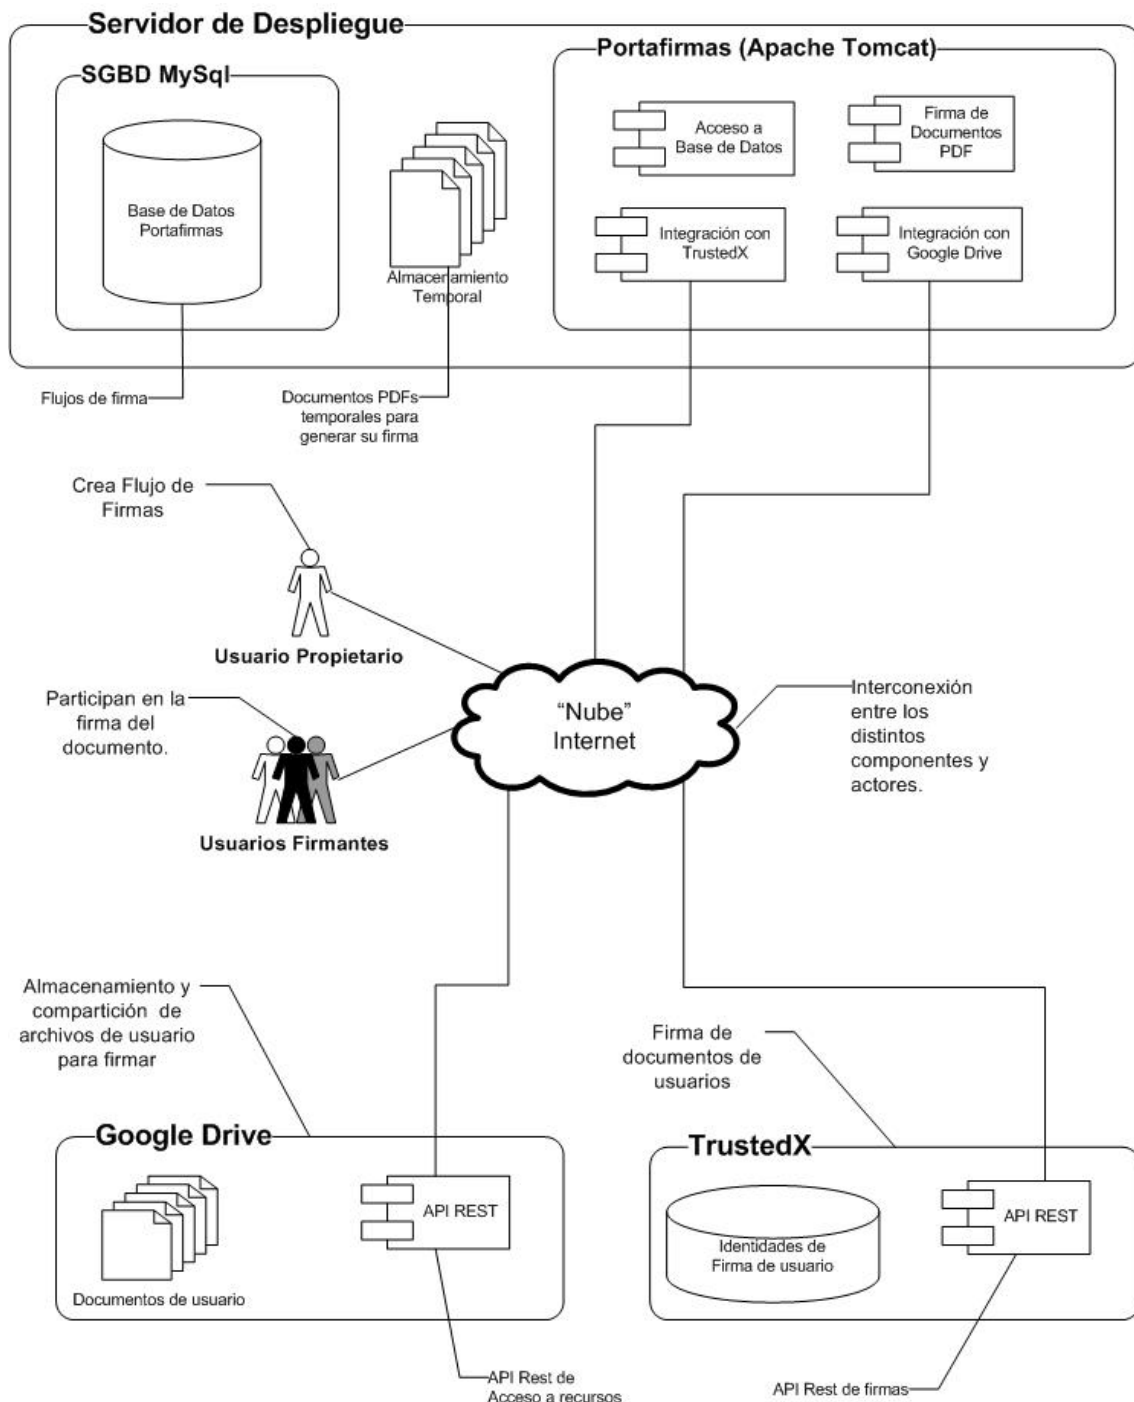 Servidor de Despliegue
SGBD MySql
Portafirmas (Apache Tomcat)
Base de Datos
Portafirmas
Almacenamiento
Temporal
Acceso a
Base de Datos
Firma de
Documentos
PDF
Integración con
TrustedX
Integración con
Google Drive
Flujos de firma
Documentos PDFs
temporales para
generar su firma
Crea Flujo de
Firmas
Usuario Propietario
Participan en la
firma del
documento.
Usuarios Firmantes
“Nube”
Internet
Interconexión
entre los
distintos
componentes y
actores.
Almacenamiento y
compartición de
archivos de usuario
para firmar
Firma de
documentos de
usuarios
Google Drive
Documentos de usuario
API REST
TrustedX
Identidades de
Firma de usuario
API REST
API Rest de
Acceso a recursos
API Rest de firmas